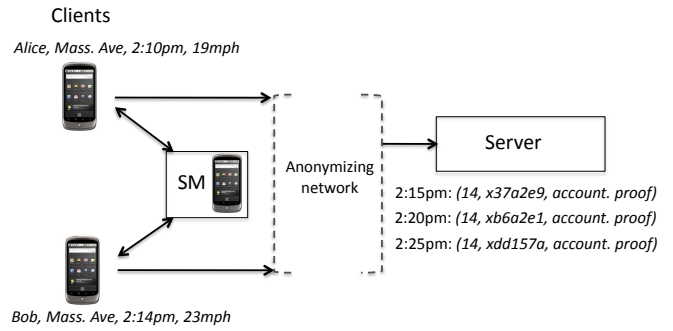 Clients
Alice, Mass. Ave, 2:10pm, 19mph
SM
Anonymizing
network
Server
2:15pm: (14, x37a2e9, account. proof)
2:20pm: (14, xb6a2e1, account. proof)
2:25pm: (14, xdd157a, account. proof)
Bob, Mass. Ave, 2:14pm, 23mph